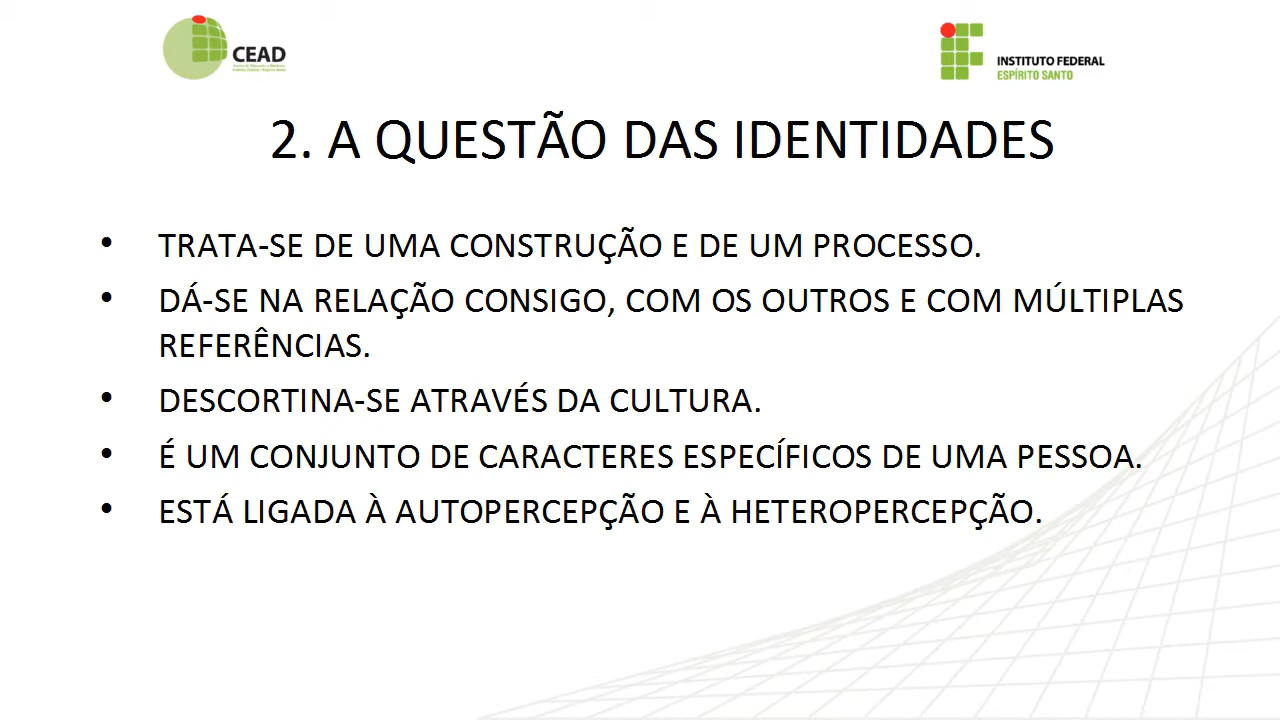 CEAD
INSTITUTO FEDERAL
ESPÍRITO SANTO
2. A QUESTÃO DAS IDENTIDADES
• TRATA-SE DE UMA CONSTRUÇÃO E DE UM PROCESSO.
• DÁ-SE NA RELAÇÃO CONSIGO, COM OS OUTROS E COM MÚLTIPLAS
REFERÊNCIAS.
• DESCORTINA-SE ATRAVÉS DA CULTURA.
• É UM CONJUNTO DE CARACTERES ESPECÍFICOS DE UMA PESSOA.
• ESTÁ LIGADA À AUTOPERCEPÇÃO E À HETEROPERCEPÇÃO.